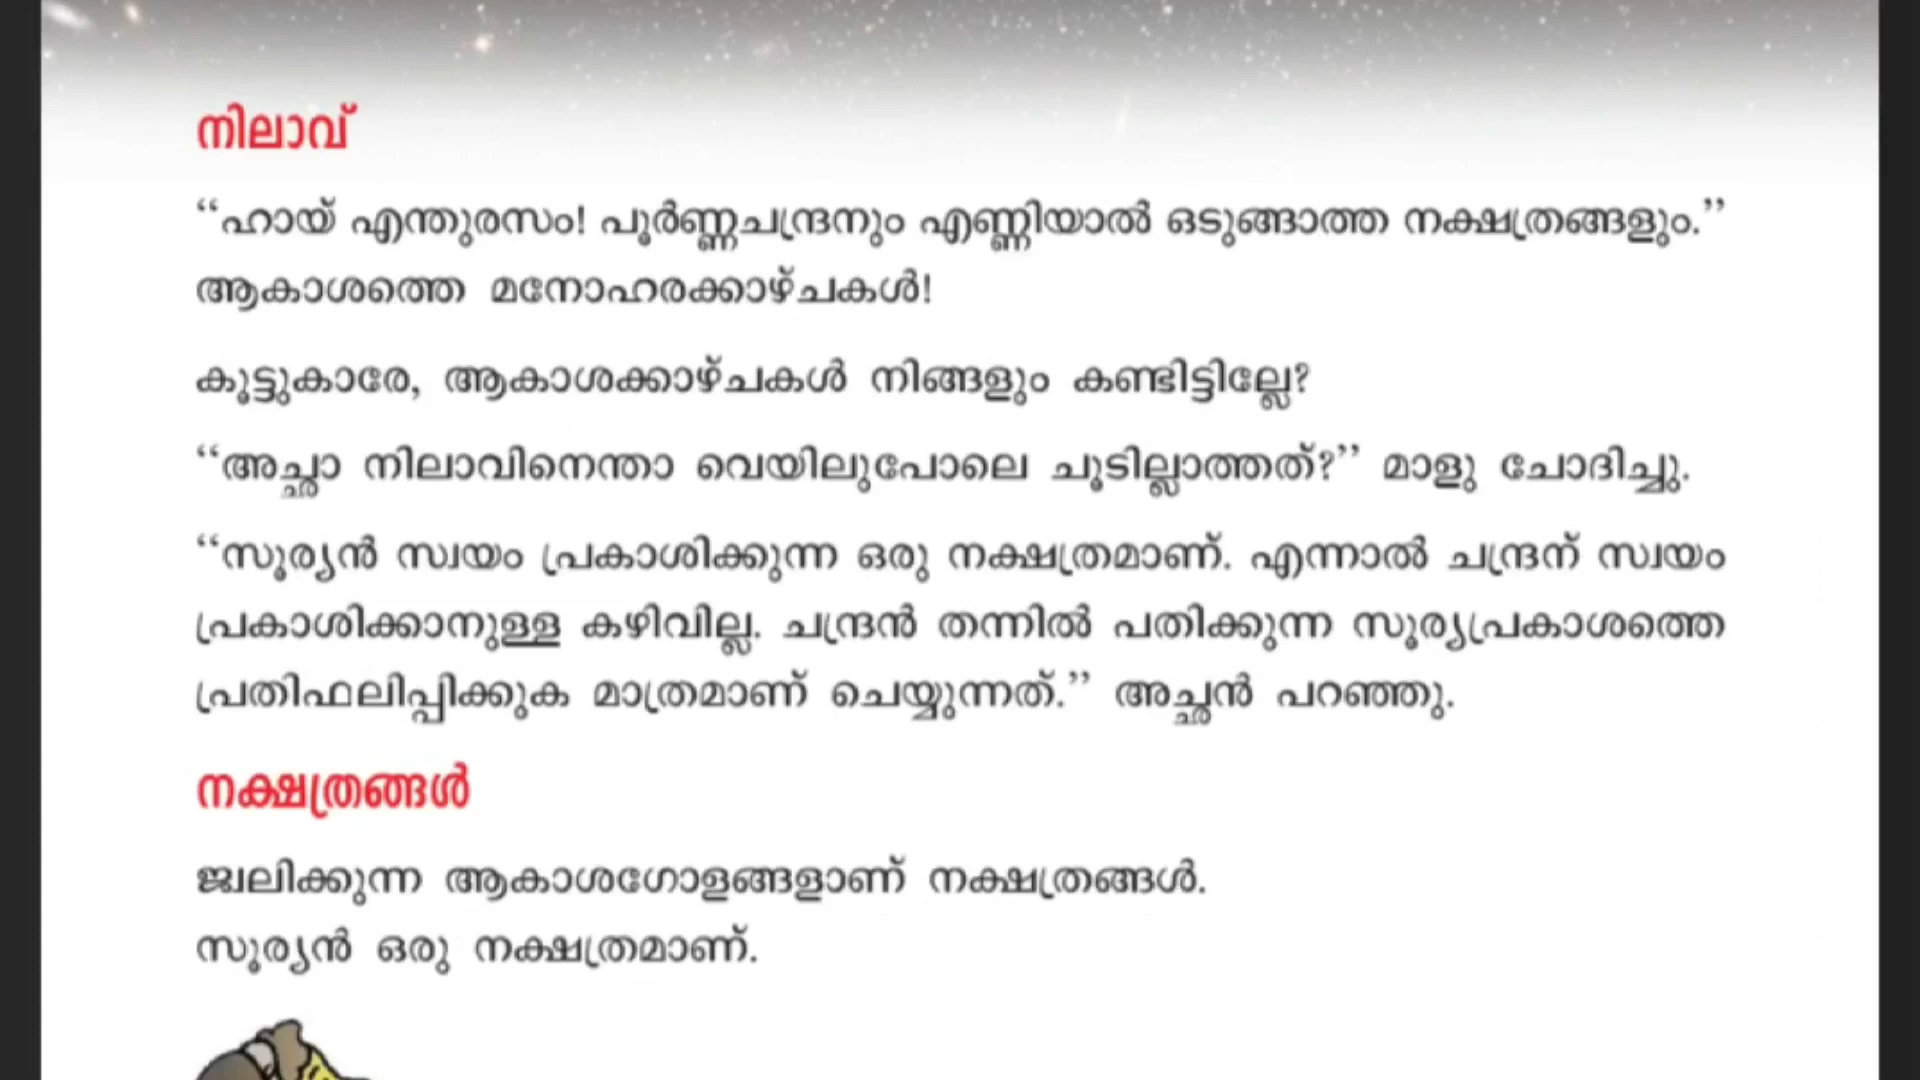 നിലാവ്
“ഹായ് എന്തുരസം! പൂർണ്ണചന്ദ്രനും എണ്ണിയാൽ ഒടുങ്ങാത്ത നക്ഷത്രങ്ങളും.”
ആകാശത്തെ മനോഹരക്കാഴ്ചകൾ!
കൂട്ടുകാരേ, ആകാശക്കാഴ്ചകൾ നിങ്ങളും കണ്ടിട്ടില്ലേ?
“അച്ഛാ നിലാവിനെന്താ വെയിലുപോലെ ചൂടില്ലാത്തത്?” മാളു ചോദിച്ചു.
“സൂര്യൻ സ്വയം പ്രകാശിക്കുന്ന ഒരു നക്ഷത്രമാണ്. എന്നാൽ ചന്ദ്രന് സ്വയം
പ്രകാശിക്കാനുള്ള കഴിവില്ല. ചന്ദ്രൻ തന്നിൽ പതിക്കുന്ന സൂര്യപ്രകാശത്തെ
പ്രതിഫലിപ്പിക്കുക മാത്രമാണ് ചെയ്യുന്നത്.” അച്ഛൻ പറഞ്ഞു.
നക്ഷത്രങ്ങൾ
ജ്വലിക്കുന്ന ആകാശഗോളങ്ങളാണ് നക്ഷത്രങ്ങൾ.
സൂര്യൻ ഒരു നക്ഷത്രമാണ്.